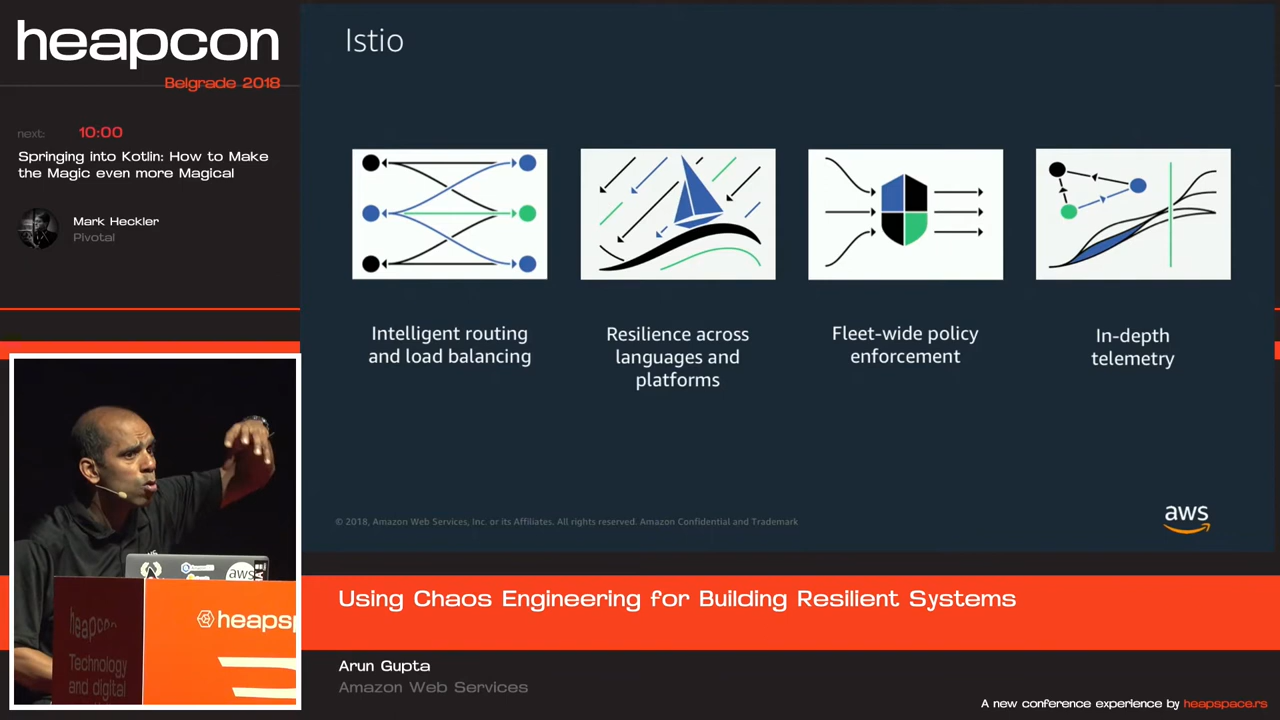 heapcon
Belgrade 2018
next: 10:00
Springing into Kotlin: How to Make
the Magic even more Magical
Mark Heckler
Pivotal
Istio
Intelligent routing
and load balancing
Resilience across
languages and
platforms
Fleet-wide policy
enforcement
In-depth
telemetry
© 2018, Amazon Web Services, Inc. or its Affiliates. All rights reserved. Amazon Confidential and Trademark
aws
aws
heapcon
Technology
and digital
heapsp
Using Chaos Engineering for Building Resilient Systems
Arun Gupta
Amazon Web Services
A new conference experience by heapspace.rs